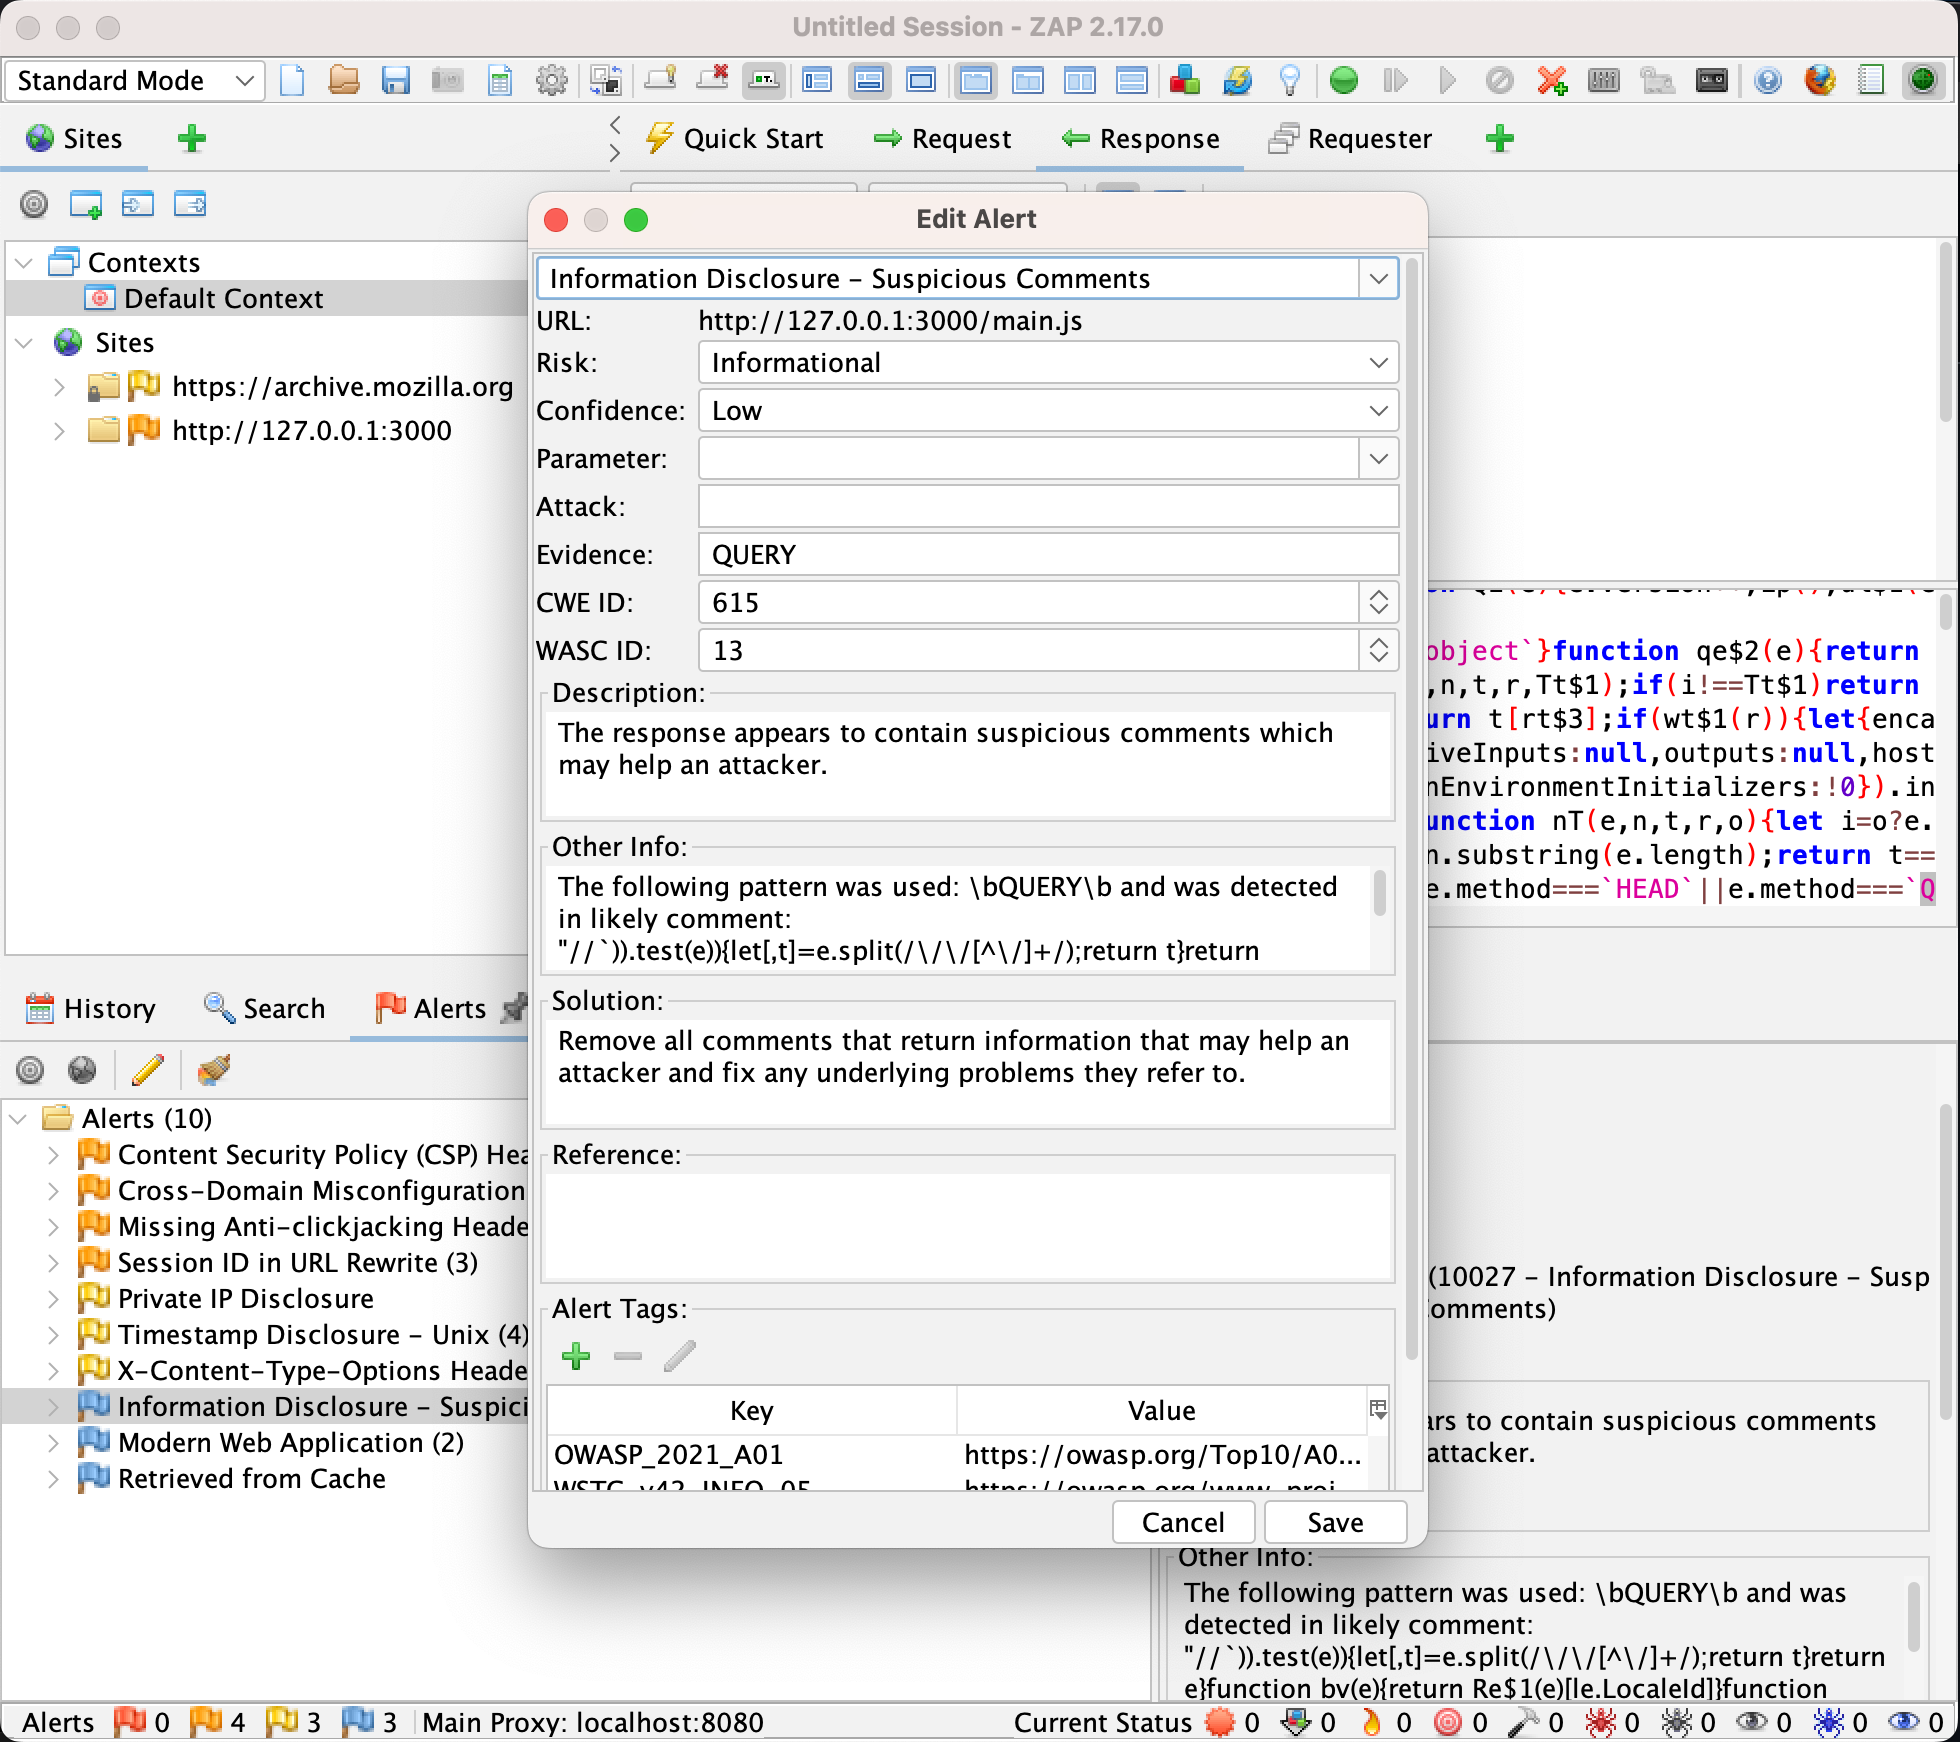 Untitled Session - ZAP 2.17.0
Standard Mode
Sites
Quick Start
Request
Response
Requester
Contexts
Default Context
Sites
https://archive.mozilla.org
http://127.0.0.1:3000
Edit Alert
Information Disclosure – Suspicious Comments
URL: http://127.0.0.1:3000/main.js
Risk: Informational
Confidence: Low
Parameter:
Attack:
Evidence: QUERY
CWE ID: 615
WASC ID: 13
Description:
The response appears to contain suspicious comments which
may help an attacker.
Other Info:
The following pattern was used: \bQUERY\b and was detected
in likely comment:
"//`)).test(e)){let[,t]=e.split(/\/\/[^\/]+/);return t}return
Solution:
Remove all comments that return information that may help an
attacker and fix any underlying problems they refer to.
Reference:
Alert Tags:
Key Value
OWASP_2021_A01 https://owasp.org/Top10/A0...
WSTG-v42-INFO-05 https://owasp.org/www-proj...
Cancel Save
object`}function qe$2(e){return
,n,t,r,Tt$1);if(i!==Tt$1)return
urn t[rt$3];if(wt$1(r)){let{enca
iveInputs:null,outputs:null,host
nEnvironmentInitializers:!0}).in
unction nT(e,n,t,r,o){let i=o?e.
n.substring(e.length);return t==
e.method===`HEAD`||e.method===`Q
History
Search
Alerts
Alerts (10)
Content Security Policy (CSP) Hea
Cross-Domain Misconfiguration
Missing Anti-clickjacking Heade
Session ID in URL Rewrite (3)
Private IP Disclosure
Timestamp Disclosure – Unix (4)
X-Content-Type-Options Heade
Information Disclosure – Suspici
Modern Web Application (2)
Retrieved from Cache
(10027 – Information Disclosure – Susp
omments)
ars to contain suspicious comments
attacker.
Other Info:
The following pattern was used: \bQUERY\b and was
detected in likely comment:
"//`)).test(e)){let[,t]=e.split(/\/\/[^\/]+/);return t}return
e}function bv(e){return Re$1(e)[le.LocaleId]}function
Alerts 0 4 3 3 Main Proxy: localhost:8080
Current Status 0 0 0 0 0 0 0 0 0 0